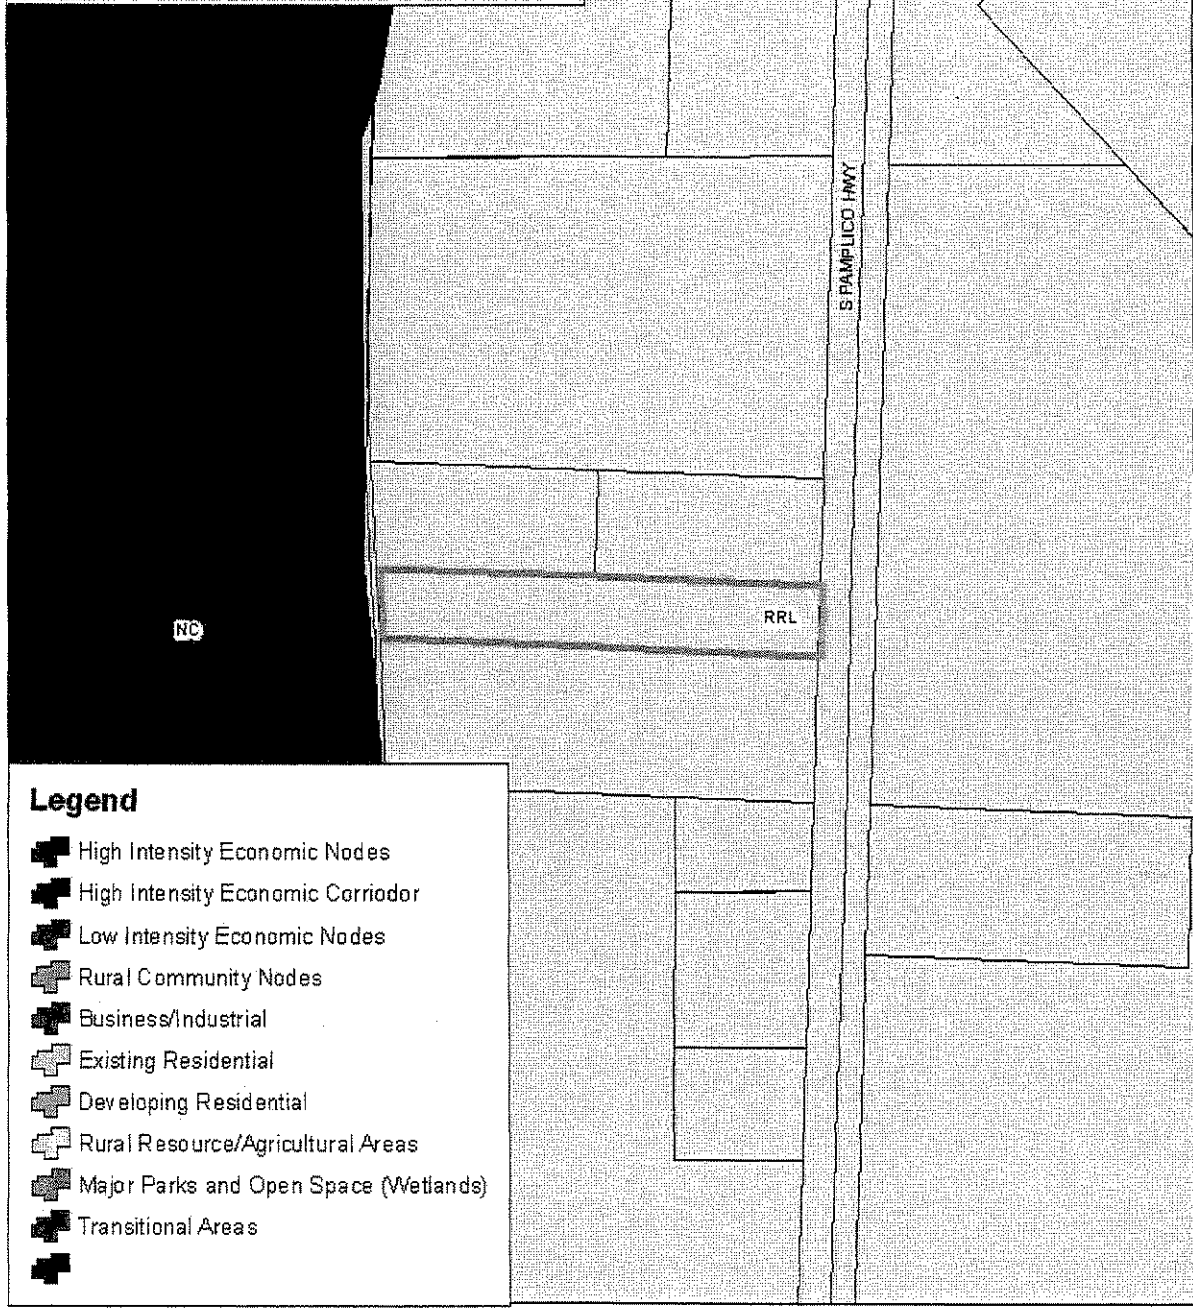 S PAMPLICO HWY
RRL
NC
Legend
High Intensity Economic Nodes
High Intensity Economic Corriodor
Low Intensity Economic Nodes
Rural Community Nodes
Business/Industrial
Existing Residential
Developing Residential
Rural Resource/Agricultural Areas
Major Parks and Open Space (Wetlands)
Transitional Areas